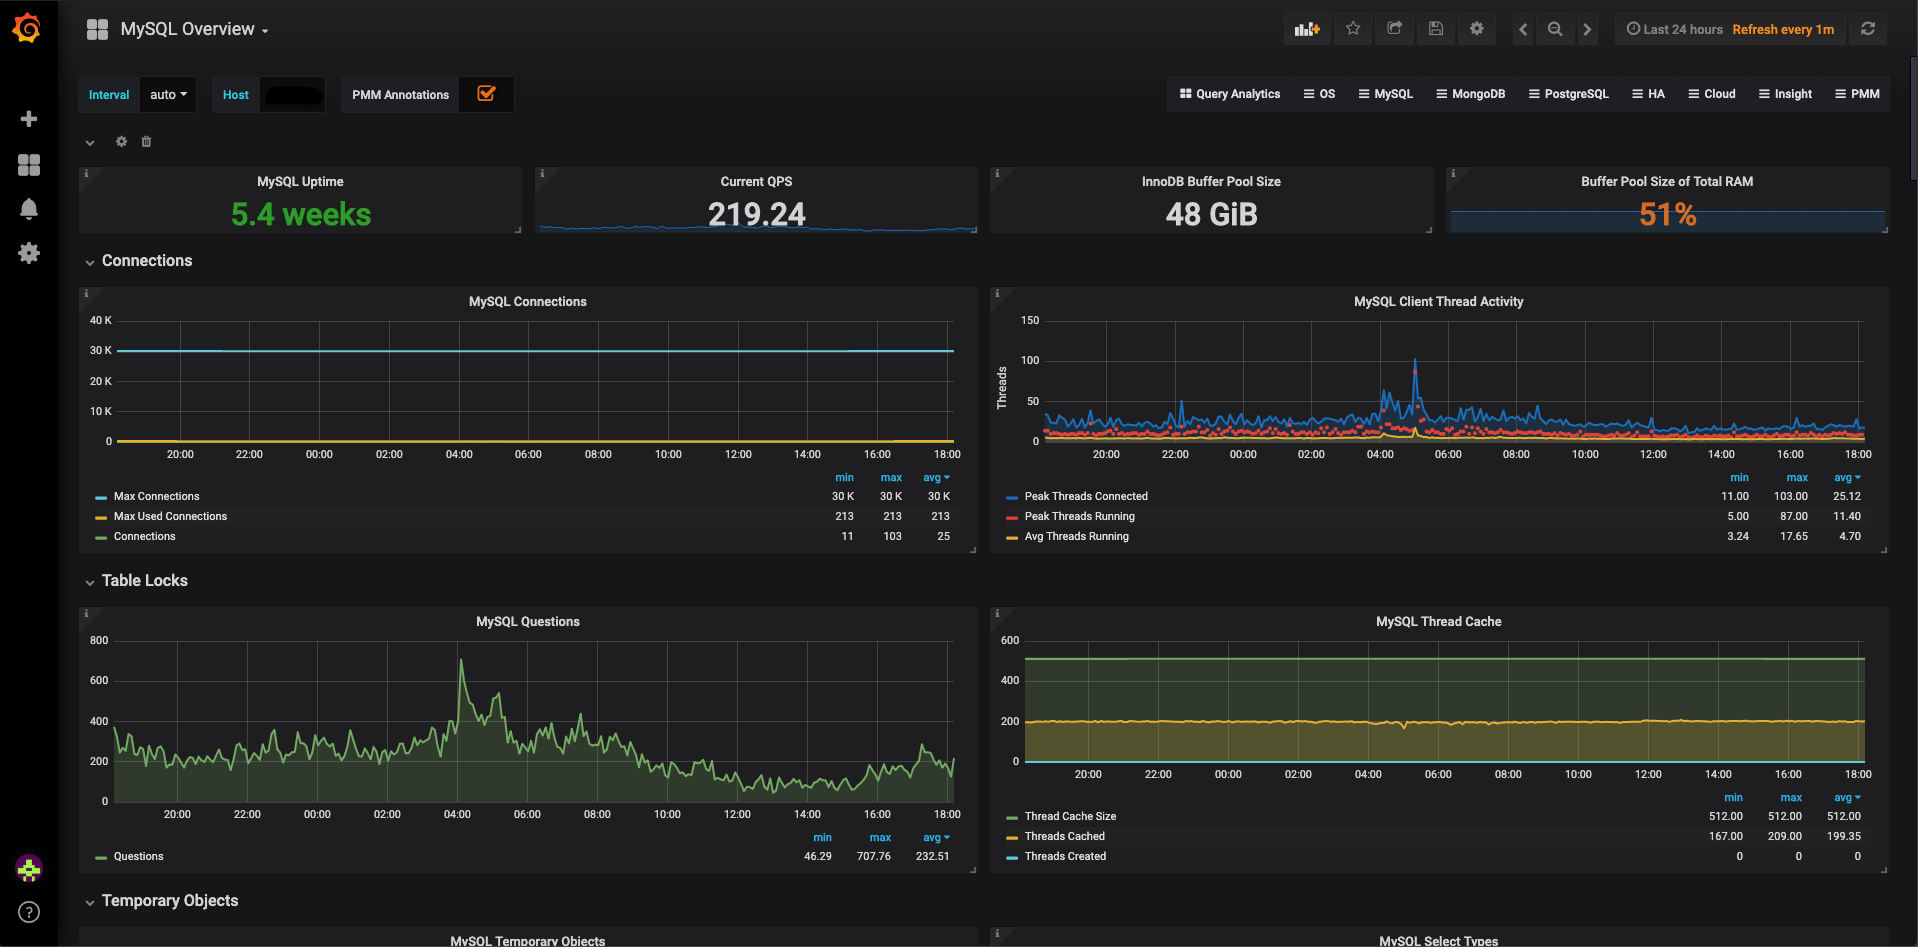 MySQL Overview
Last 24 hours Refresh every 1m
Interval auto Host PMM Annotations
Query Analytics OS MySQL MongoDB PostgreSQL HA Cloud Insight PMM
MySQL Uptime
5.4 weeks
Current QPS
219.24
InnoDB Buffer Pool Size
48 GiB
Buffer Pool Size of Total RAM
51%
Connections
MySQL Connections
40 K
30 K
20 K
10 K
0
20:00 22:00 00:00 02:00 04:00 06:00 08:00 10:00 12:00 14:00 16:00 18:00
min max avg
Max Connections 30 K 30 K 30 K
Max Used Connections 213 213 213
Connections 11 103 25
MySQL Client Thread Activity
Threads
150
100
50
0
20:00 22:00 00:00 02:00 04:00 06:00 08:00 10:00 12:00 14:00 16:00 18:00
min max avg
Peak Threads Connected 11.00 103.00 25.12
Peak Threads Running 5.00 87.00 11.40
Avg Threads Running 3.24 17.65 4.70
Table Locks
MySQL Questions
800
600
400
200
0
20:00 22:00 00:00 02:00 04:00 06:00 08:00 10:00 12:00 14:00 16:00 18:00
min max avg
Questions 46.29 707.76 232.51
MySQL Thread Cache
600
400
200
0
20:00 22:00 00:00 02:00 04:00 06:00 08:00 10:00 12:00 14:00 16:00 18:00
min max avg
Thread Cache Size 512.00 512.00 512.00
Threads Cached 167.00 209.00 199.35
Threads Created 0 0 0
Temporary Objects
MySQL Temporary Objects
MySQL Select Types